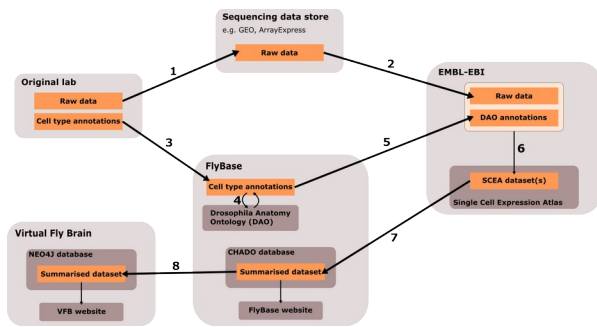 Sequencing data store
e.g. GEO, ArrayExpress
Raw data
1
2
Original lab
Raw data
Cell type annotations
EMBL-EBI
Raw data
DAO annotations
3
5
6
FlyBase
Cell type annotations
4
Drosophila Anatomy
Ontology (DAO)
SCEA dataset(s)
Single Cell Expression Atlas
7
Virtual Fly Brain
NEO4J database
Summarised dataset
VFB website
8
CHADO database
Summarised dataset
FlyBase website